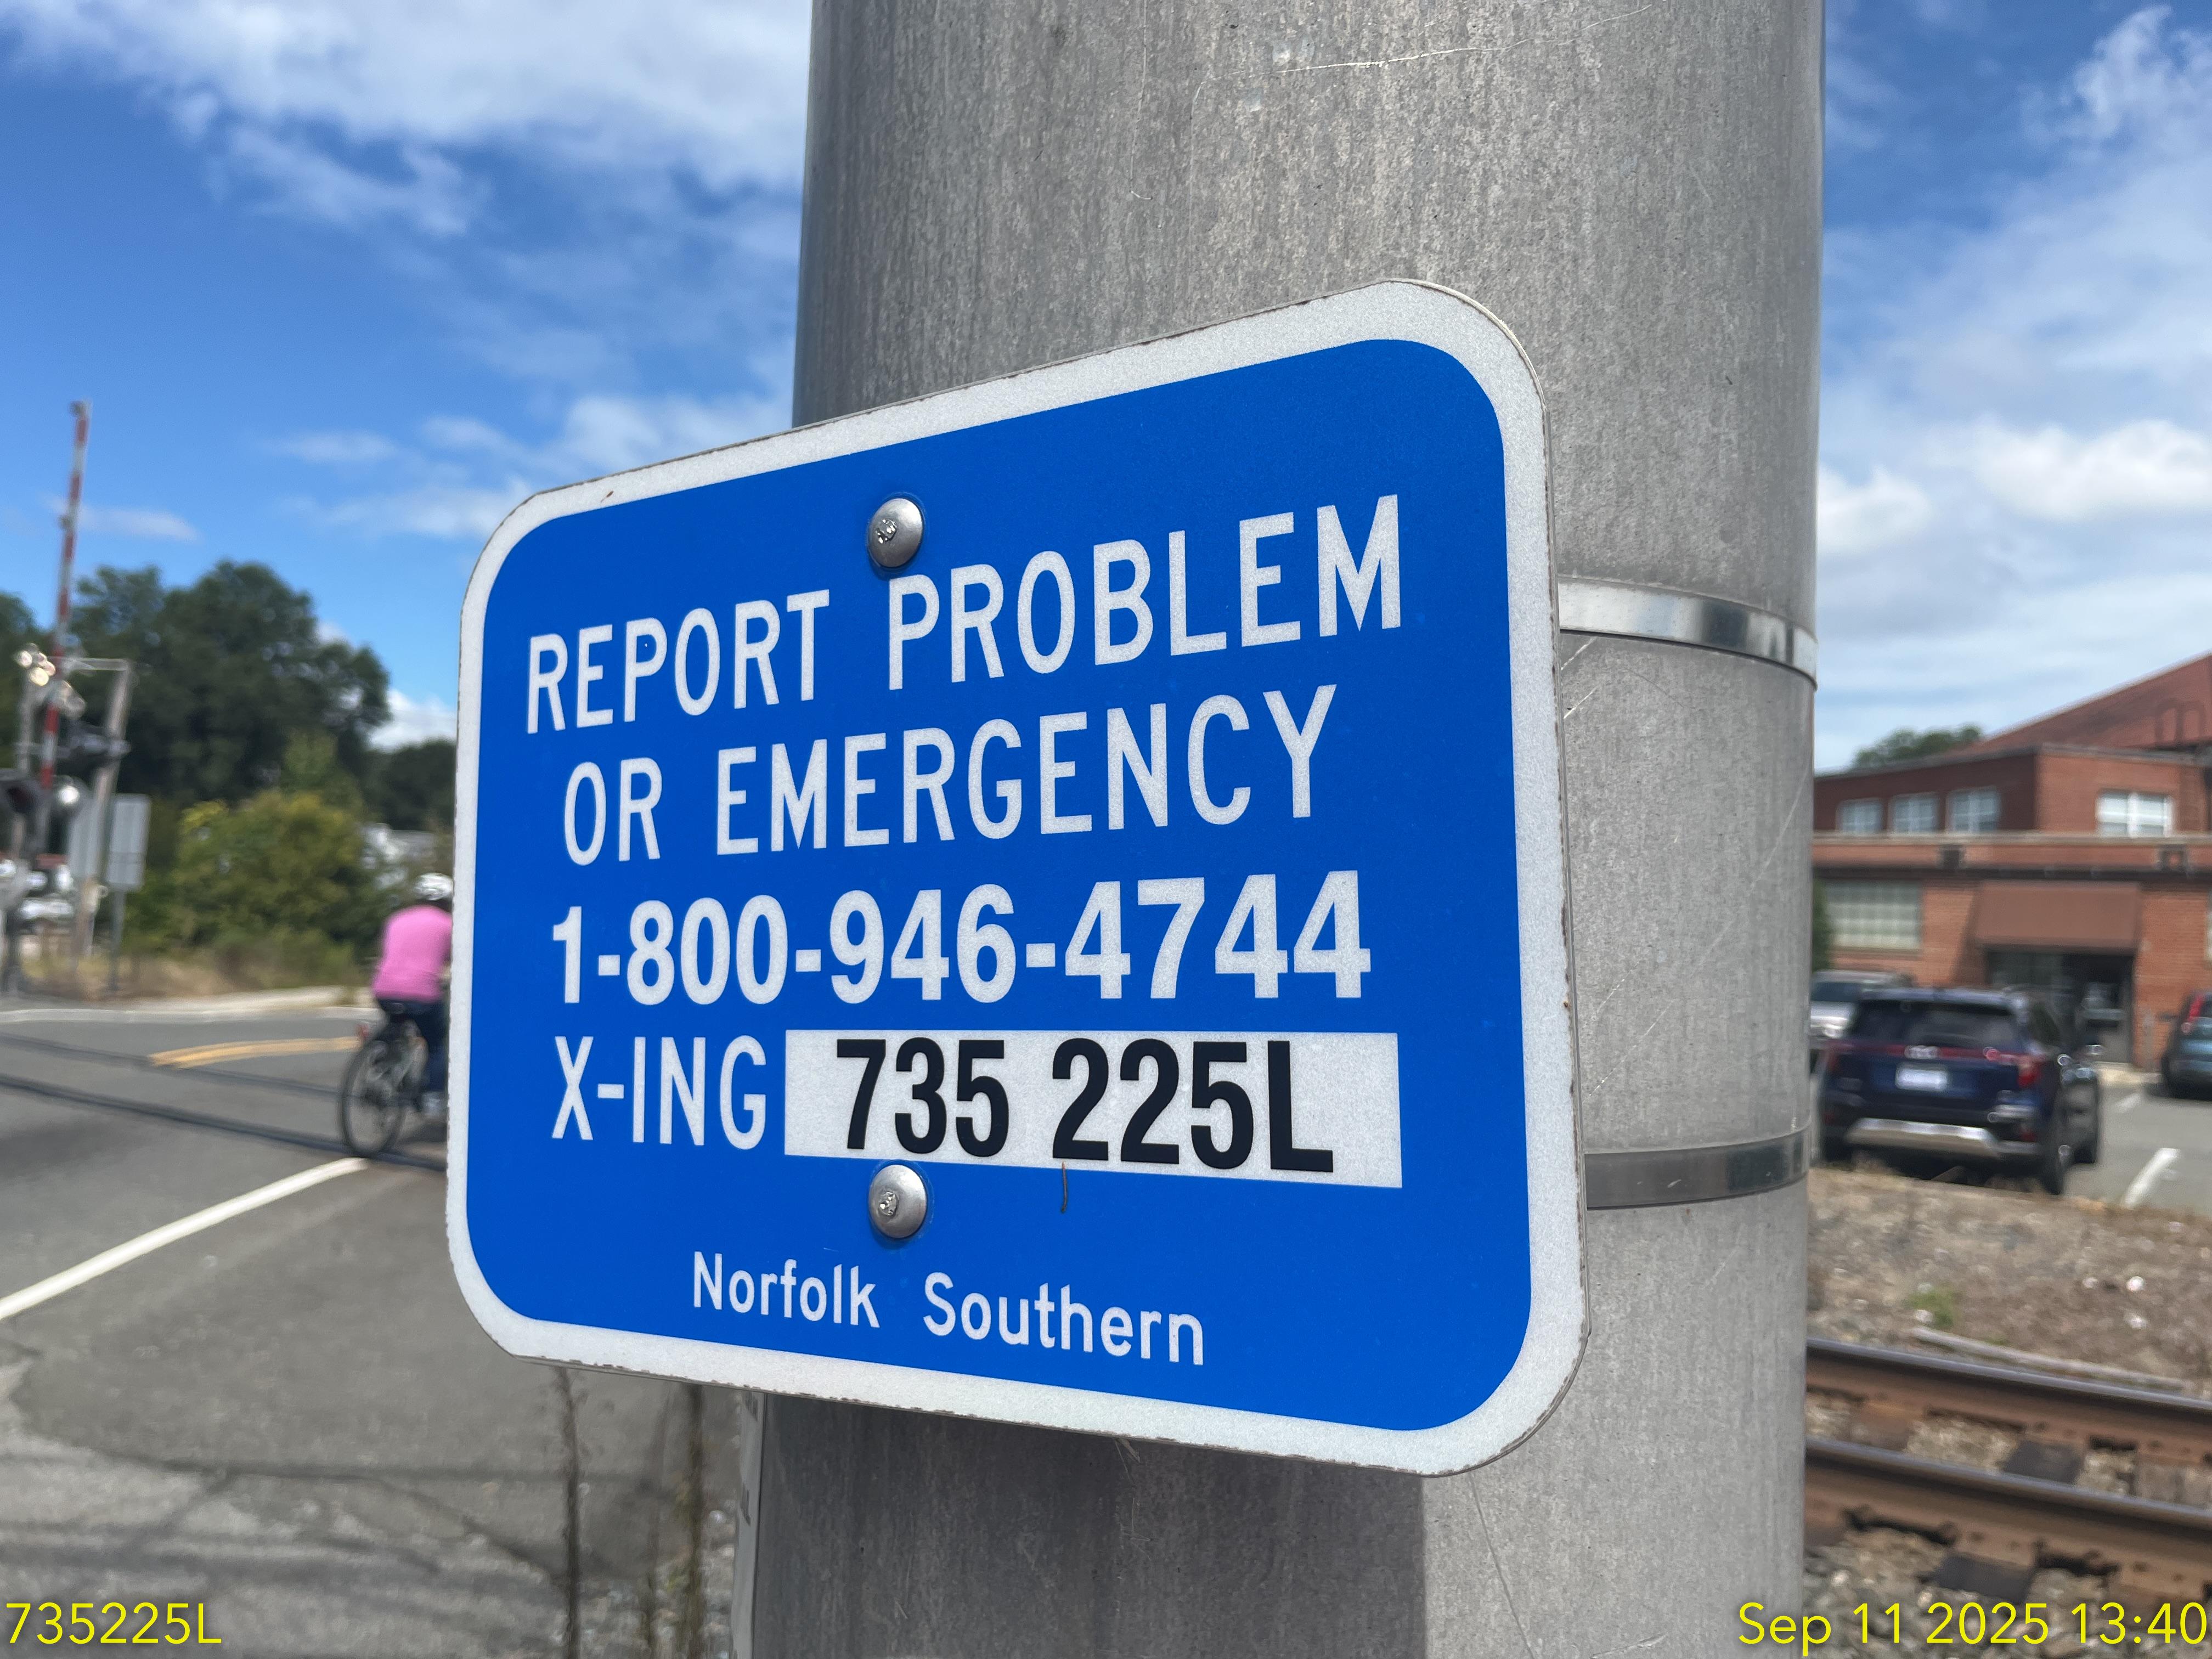 REPORT PROBLEM
OR EMERGENCY
1-800-946-4744
X-ING 735 225L
Norfolk Southern
735225L
Sep 11 2025 13:40